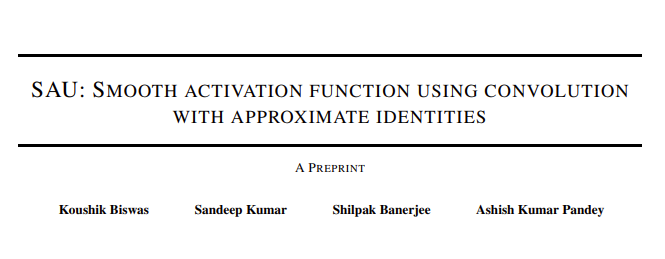 SAU: SMOOTH ACTIVATION FUNCTION USING CONVOLUTION
WITH APPROXIMATE IDENTITIES
A PREPRINT
Koushik Biswas Sandeep Kumar Shilpak Banerjee Ashish Kumar Pandey